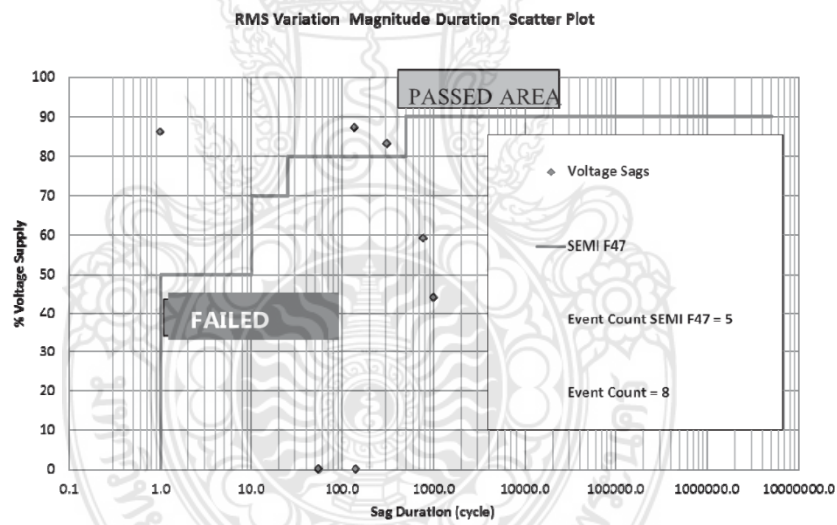 RMS Variation Magnitude Duration Scatter Plot
100
90
80
70
60
50
40
30
20
10
0
% Voltage Supply
PASSED AREA
FAILED
Voltage Sags
SEMI F47
Event Count SEMI F47 = 5
Event Count = 8
0.1 1.0 10.0 100.0 1000.0 10000.0 100000.0 1000000.0 10000000.0
Sag Duration (cycle)